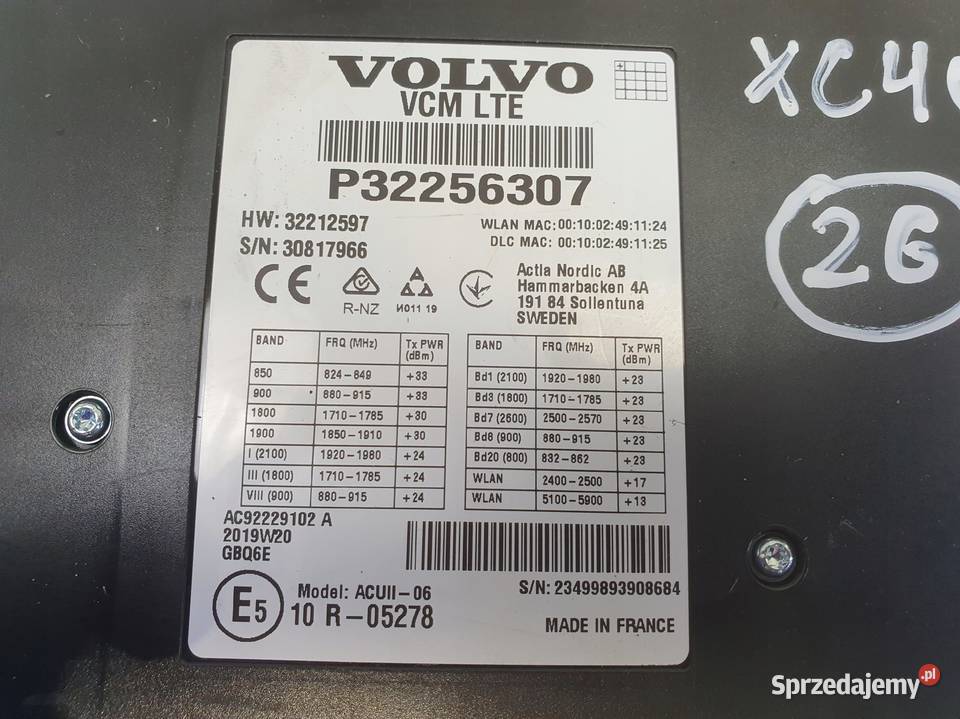 VOLVO
VCM LTE
P32256307
HW: 32212597
S/N: 30817966
WLAN MAC: 00:10:02:49:11:24
DLC MAC: 00:10:02:49:11:25
CE
R-NZ
И011 19
Actia Nordic AB
Hammarbacken 4A
191 84 Sollentuna
SWEDEN
BAND FRQ (MHz) Tx PWR (dBm)
850 824-849 +33
900 880-915 +33
1800 1710-1785 +30
1900 1850-1910 +30
I (2100) 1920-1980 +24
III (1800) 1710-1785 +24
VIII (900) 880-915 +24
BAND FRQ (MHz) Tx PWR (dBm)
Bd1 (2100) 1920-1980 +23
Bd3 (1800) 1710-1785 +23
Bd7 (2600) 2500-2570 +23
Bd8 (900) 880-915 +23
Bd20 (800) 832-862 +23
WLAN 2400-2500 +17
WLAN 5100-5900 +13
AC92229102 A
2019W20
GBQ6E
S/N: 23499893908684
E5
Model: ACUII-06
10 R-05278
MADE IN FRANCE
XC4
26
Sprzedajemy.pl